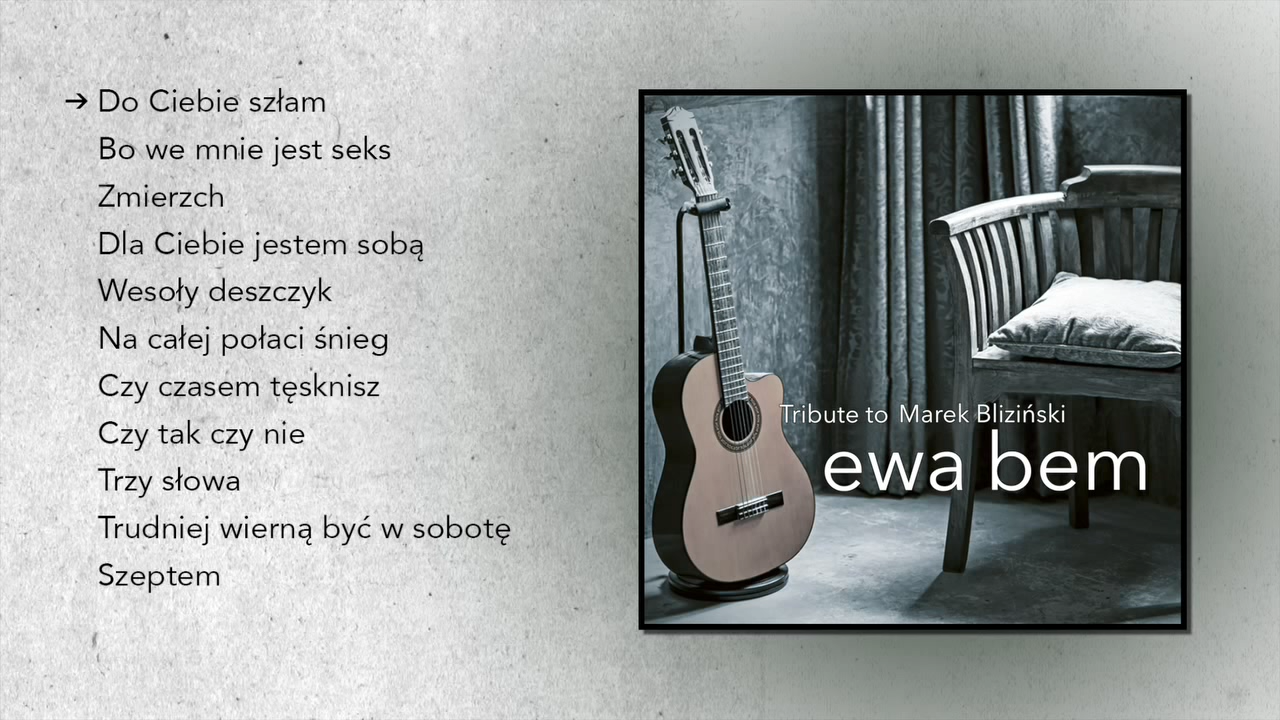 → Do Ciebie szłam
Bo we mnie jest seks
Zmierzch
Dla Ciebie jestem sobą
Wesoły deszczyk
Na całej połaci śnieg
Czy czasem tęsknisz
Czy tak czy nie
Trzy słowa
Trudniej wierną być w sobotę
Szeptem
Tribute to Marek Bliziński
ewa bem